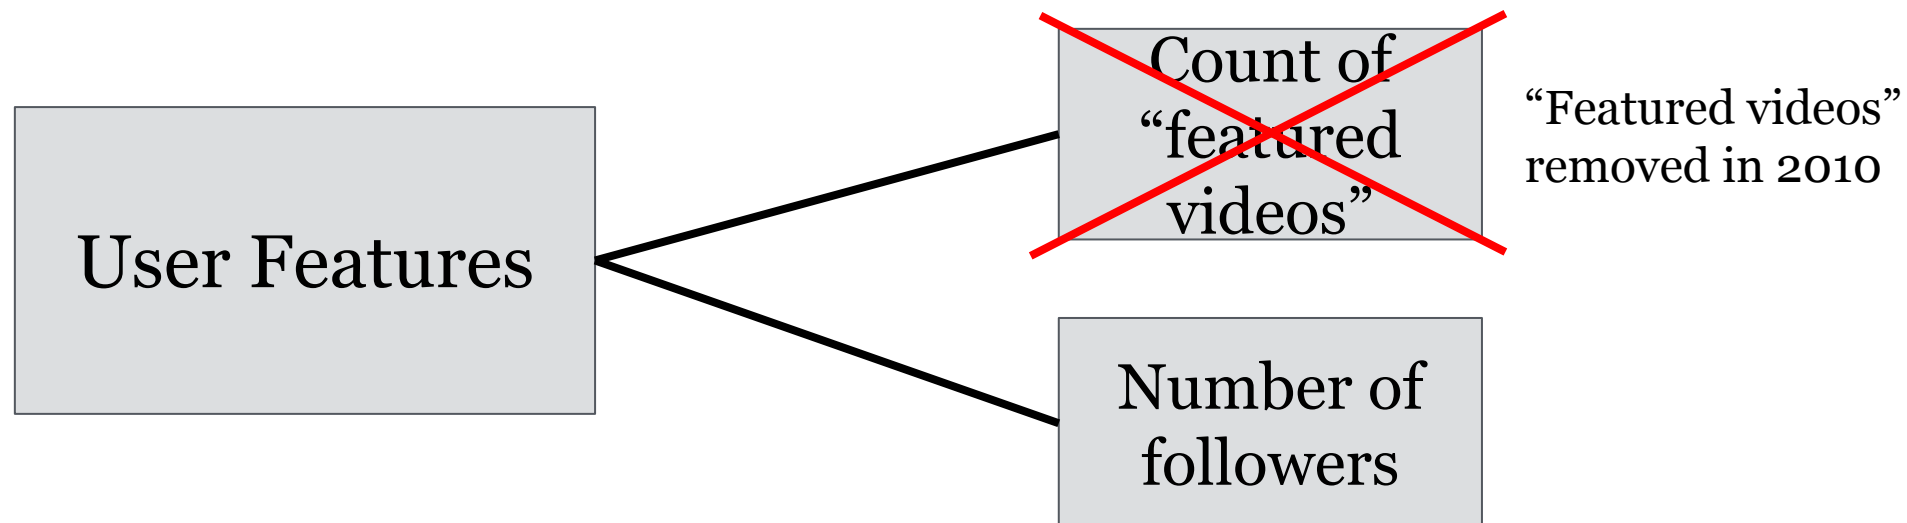 User Features
Count of
“featured
videos”
“Featured videos”
removed in 2010
Number of
followers